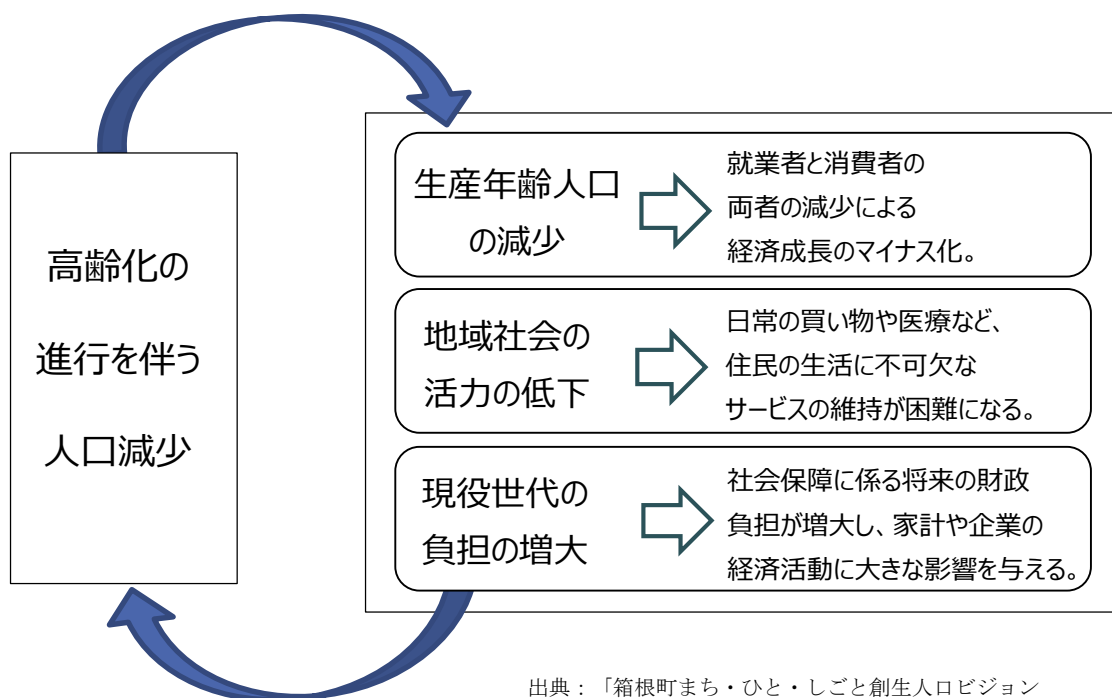 高齢化の
進行を伴う
人口減少
生産年齢人口
の減少
就業者と消費者の
両者の減少による
経済成長のマイナス化。
地域社会の
活力の低下
日常の買い物や医療など、
住民の生活に不可欠な
サービスの維持が困難になる。
現役世代の
負担の増大
社会保障に係る将来の財政
負担が増大し、家計や企業の
経済活動に大きな影響を与える。
出典：「箱根町まち・ひと・しごと創生人口ビジョン